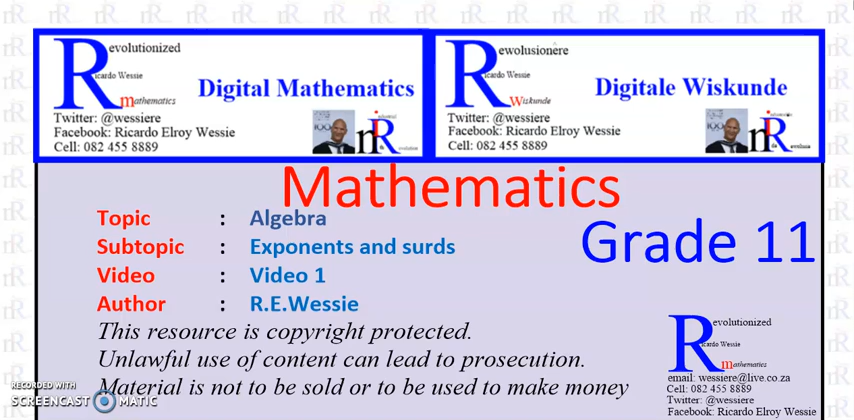 Revolutionized
Ricardo Wessie
mathematics
Digital Mathematics
Twitter: @wessiere
Facebook: Ricardo Elroy Wessie
Cell: 082 455 8889
Rewolusionêre
Ricardo Wessie
Wiskunde
Digitale Wiskunde
Twitter: @wessiere
Facebook: Ricardo Elroy Wessie
Cell: 082 455 8889
Mathematics
Grade 11
Topic : Algebra
Subtopic : Exponents and surds
Video : Video 1
Author : R.E.Wessie
This resource is copyright protected.
Unlawful use of content can lead to prosecution.
Material is not to be sold or to be used to make money
Revolutionized
Ricardo Wessie
mathematics
email: wessiere@live.co.za
Cell: 082 455 8889
Twitter: @wessiere
Facebook: Ricardo Elroy Wessie
RECORDED WITH
SCREENCAST MATIC